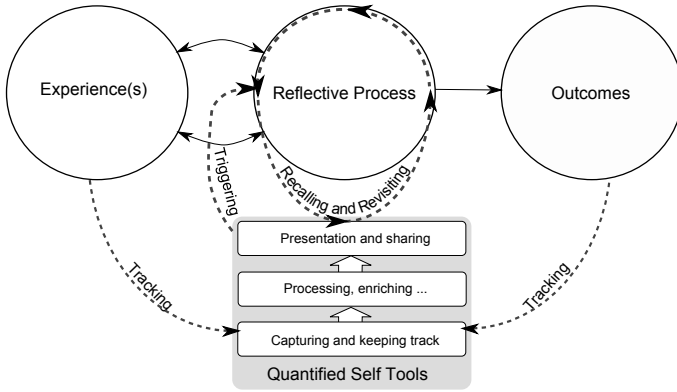 Experience(s)
Reflective Process
Outcomes
Triggering
Recalling and Revisiting
Presentation and sharing
Tracking
Processing, enriching ...
Tracking
Capturing and keeping track
Quantified Self Tools